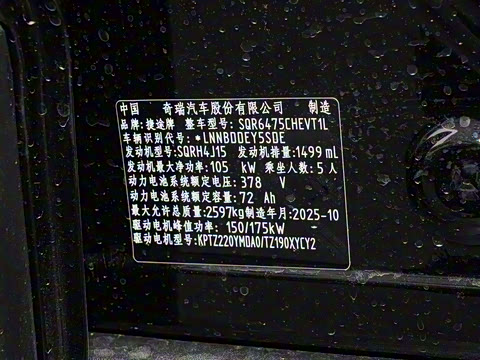 中国 奇瑞汽车股份有限公司 制造
品牌:捷途牌 整车型号:SQR6475CHEVT1L
车辆识别代号:*LNNBDDEY5SDE
发动机型号:SQRH4J15 发动机排量:1499 mL
发动机最大净功率:105 kW 乘坐人数:5人
动力电池系统额定电压:378 V
动力电池系统额定容量:72 Ah
最大允许总质量:2597kg 制造年月:2025-10
驱动电机峰值功率:150/175kW
驱动电机型号:KPTZ220YMDA0/TZ190XYCY2